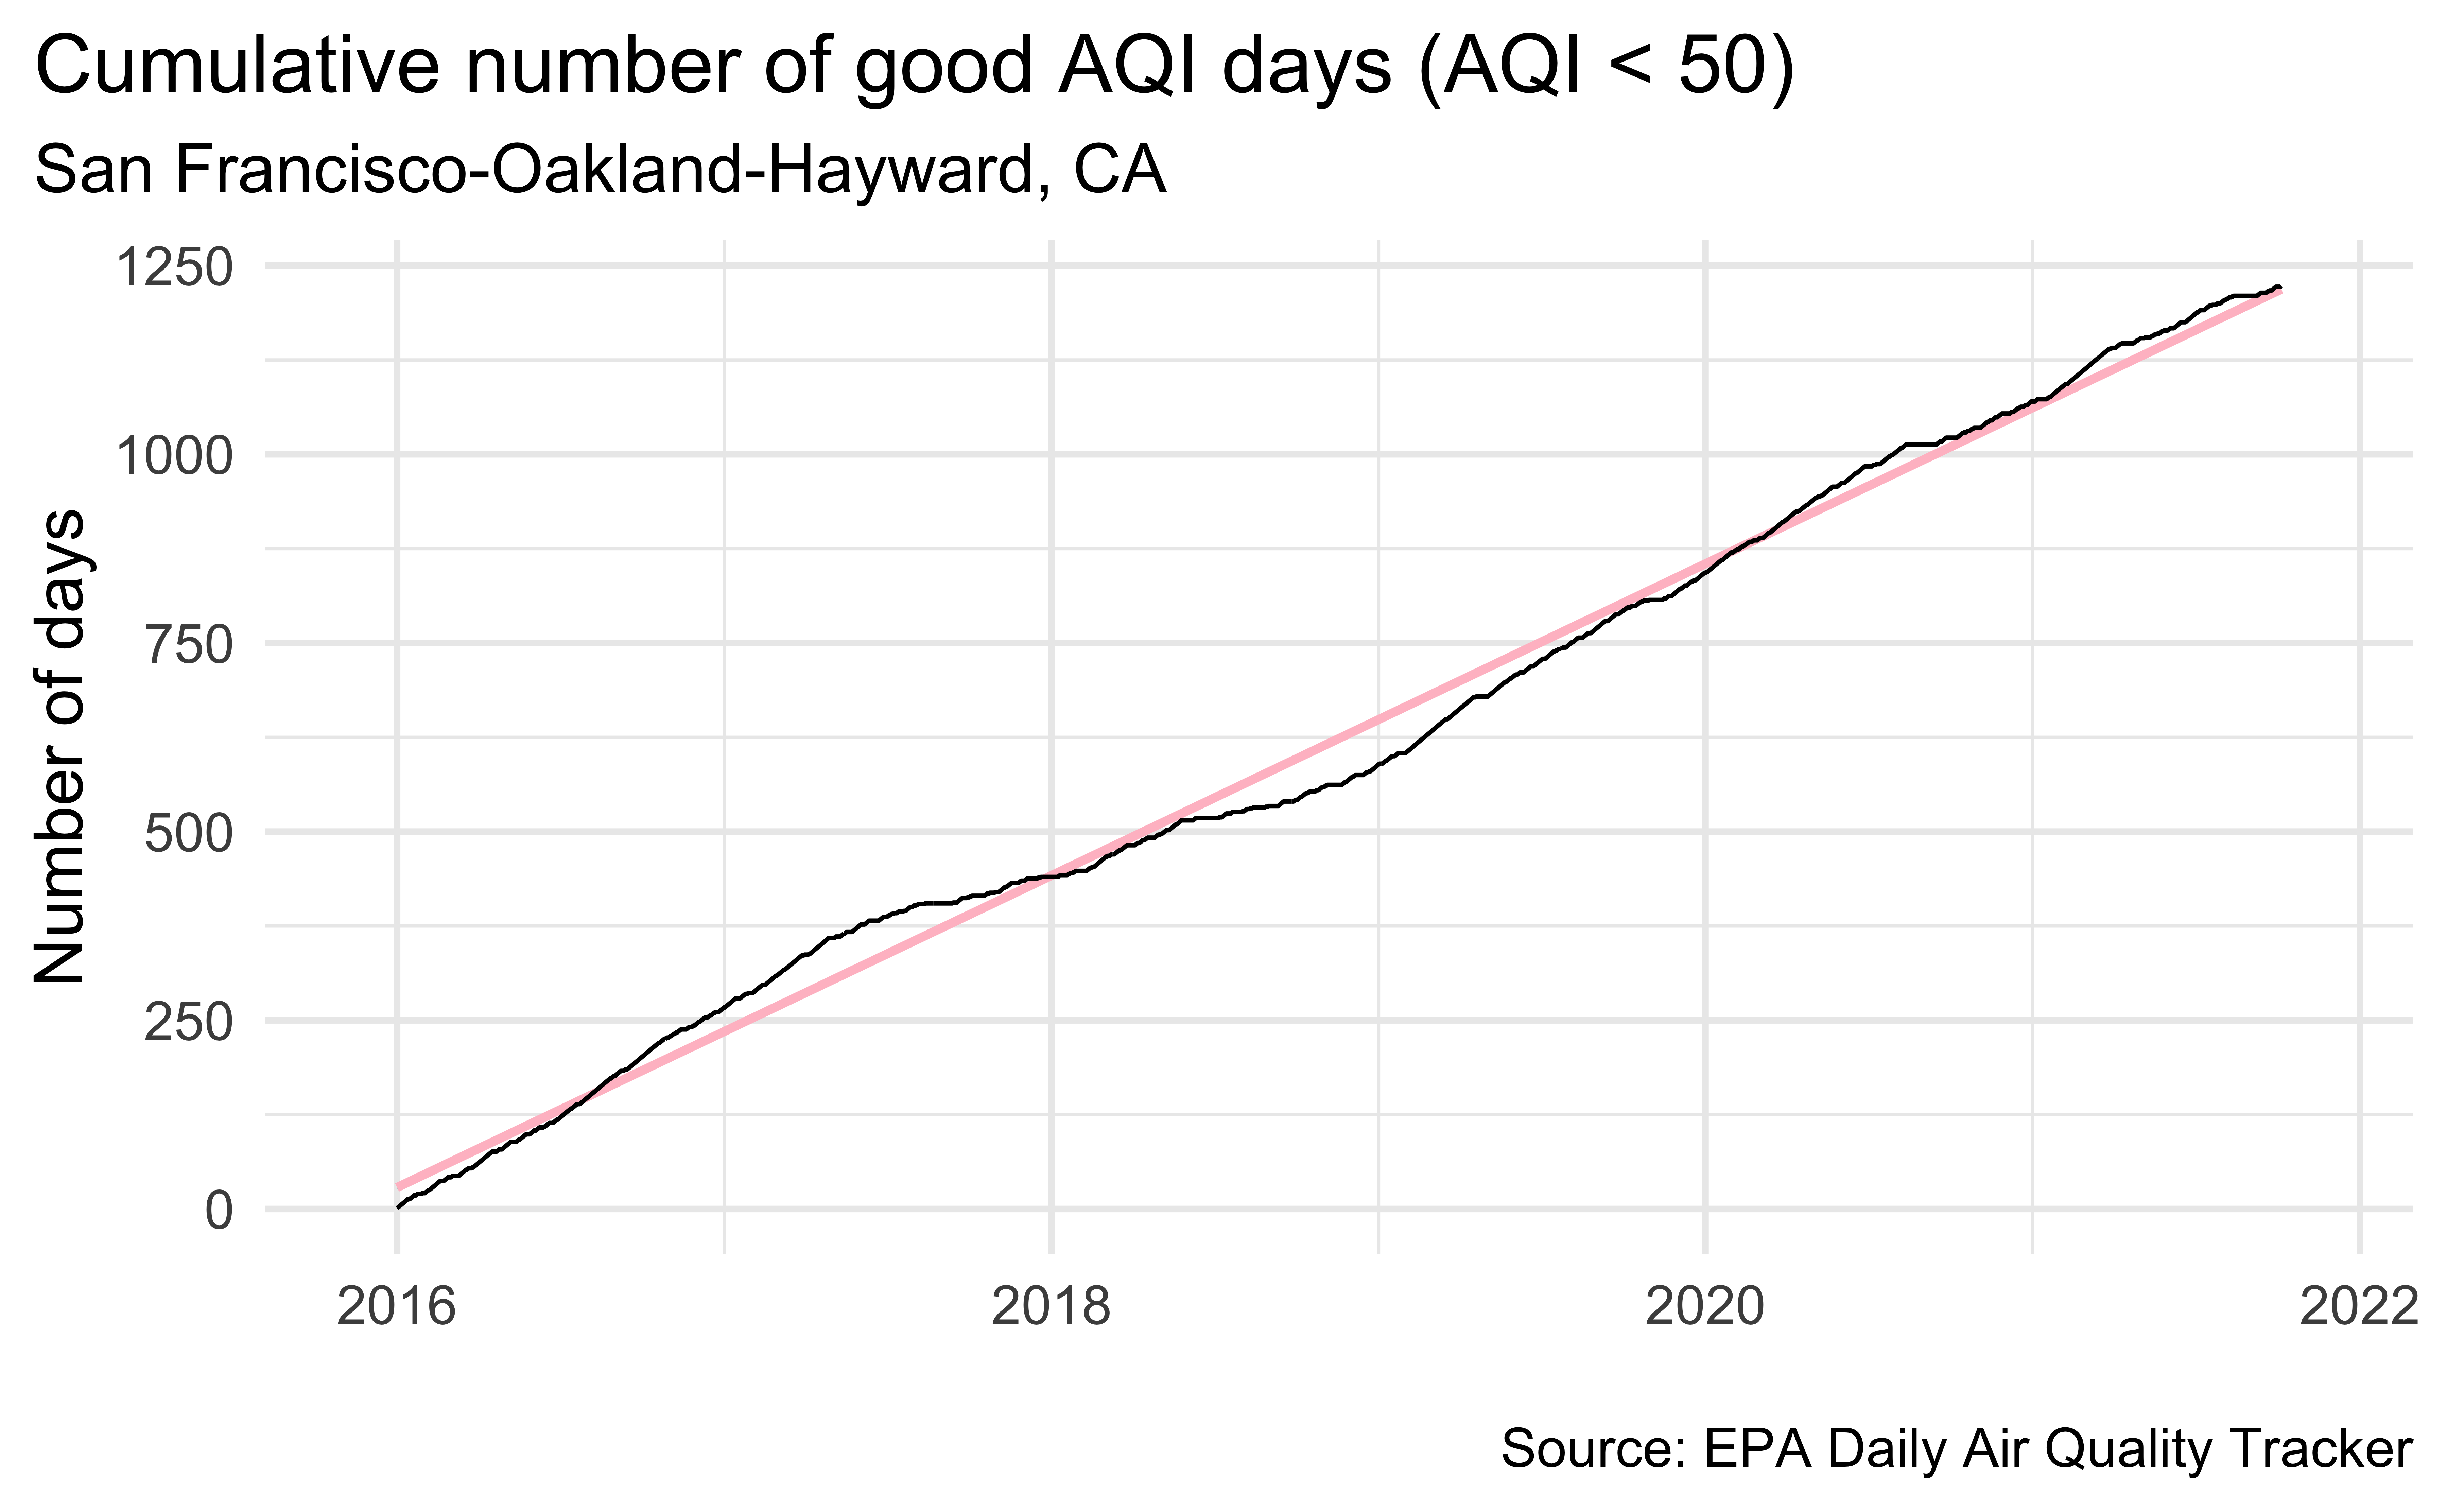 Cumulative number of good AQI days (AQI < 50)
San Francisco-Oakland-Hayward, CA
1250
1000
750
500
250
0
Number of days
2016 2018 2020 2022
Source: EPA Daily Air Quality Tracker